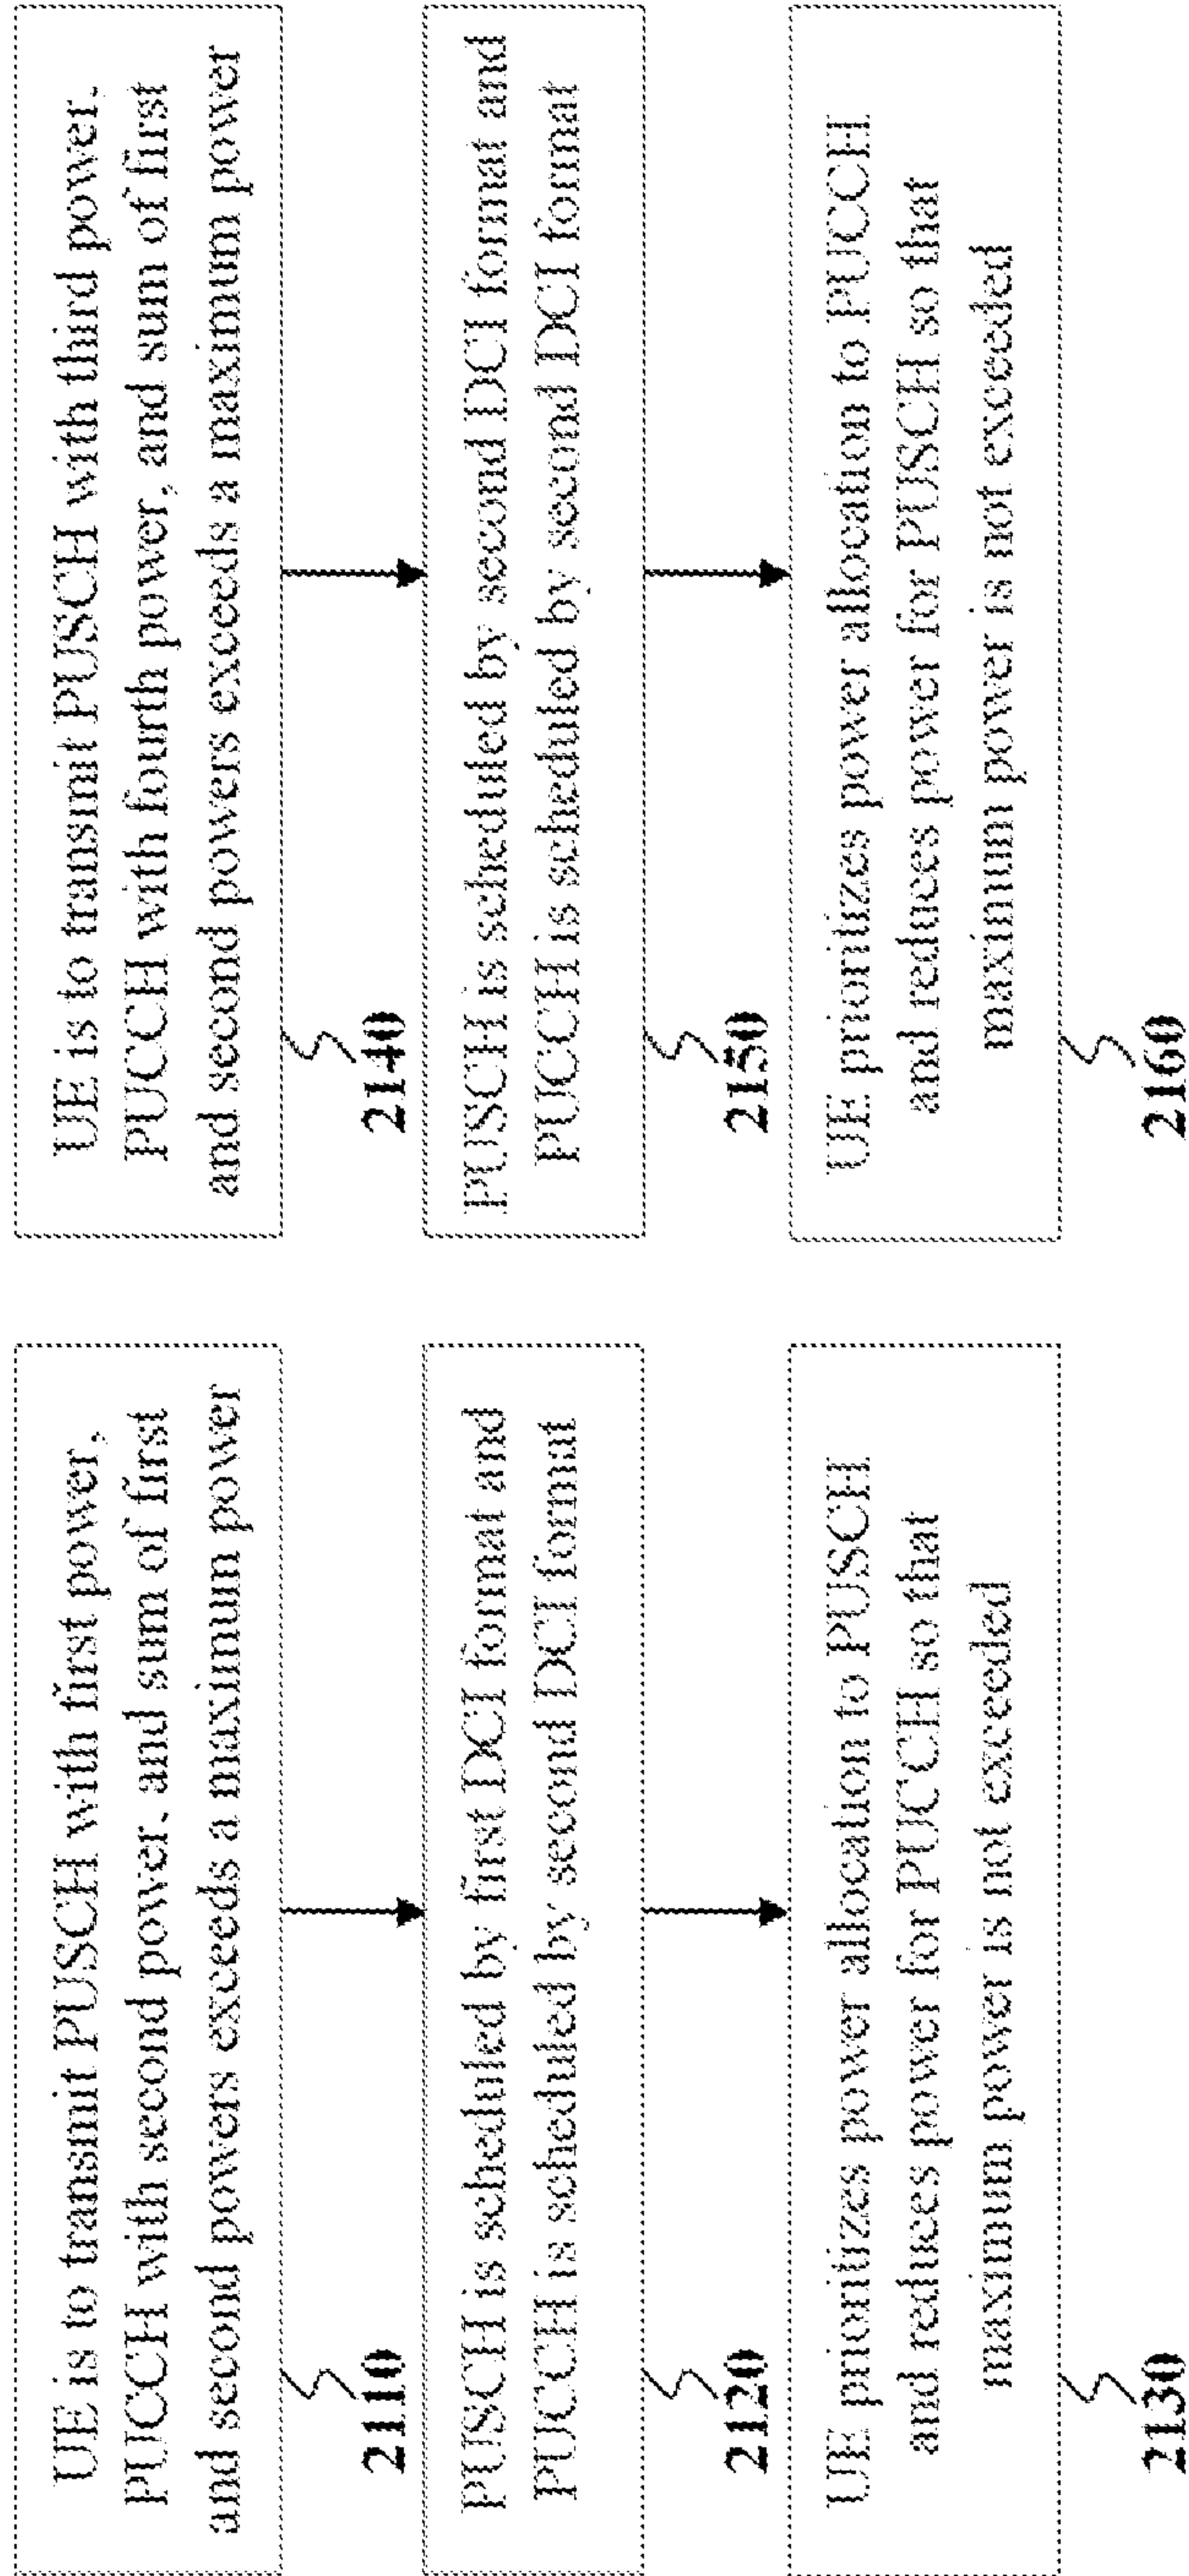 UE is to transmit PUSCH with first power,
PUCCH with second power, and sum of first
and second powers exceeds a maximum power
2110
PUSCH is scheduled by first DCI format and
PUCCH is scheduled by second DCI format
2120
UE prioritizes power allocation to PUSCH
and reduces power for PUCCH so that
maximum power is not exceeded
2130
UE is to transmit PUSCH with third power,
PUCCH with fourth power, and sum of first
and second powers exceeds a maximum power
2140
PUSCH is scheduled by second DCI format and
PUCCH is scheduled by second DCI format
2150
UE prioritizes power allocation to PUCCH
and reduces power for PUSCH so that
maximum power is not exceeded
2160